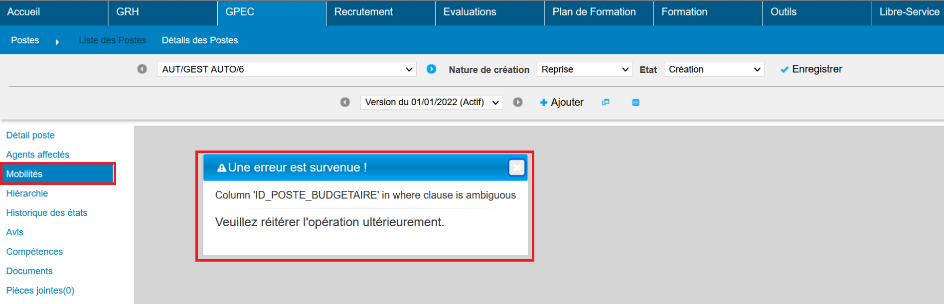 Accueil GRH GPEC Recrutement Evaluations Plan de Formation Formation Outils Libre-Service
Postes Liste des Postes Détails des Postes
AUT/GEST AUTO/6 Nature de création Reprise Etat Création Enregistrer
Version du 01/01/2022 (Actif) Ajouter
Détail poste
Agents affectés
Mobilités
Hiérarchie
Historique des états
Avis
Compétences
Documents
Pièces jointes(0)
Une erreur est survenue !
Column 'ID_POSTE_BUDGETAIRE' in where clause is ambiguous
Veuillez réitérer l'opération ultérieurement.